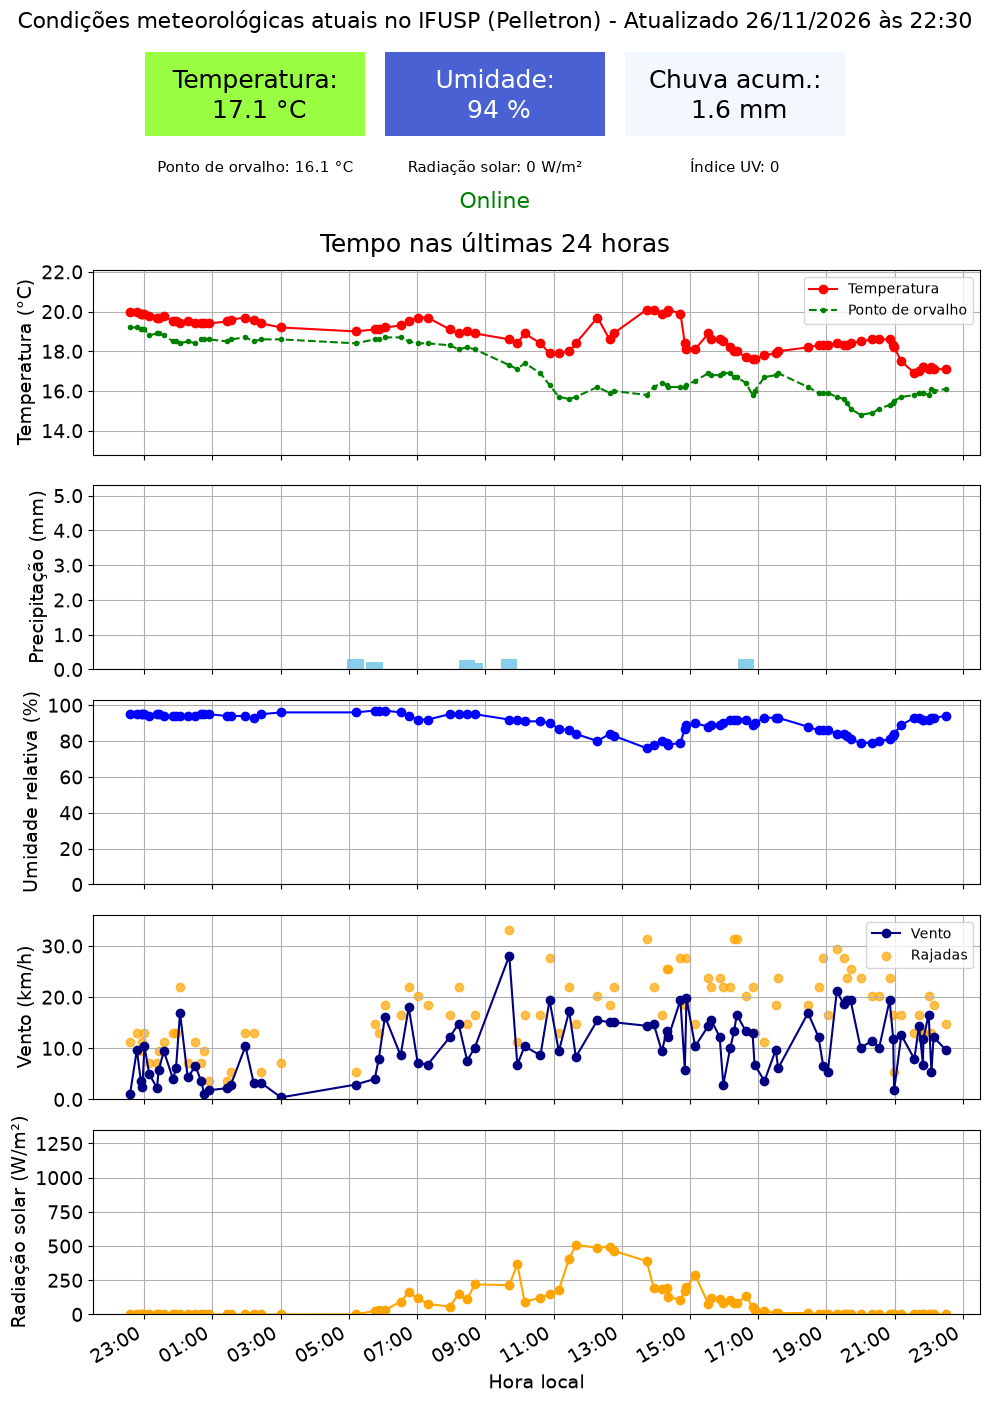 Condições meteorológicas atuais no IFUSP (Pelletron) - Atualizado 26/11/2026 às 22:30
Temperatura:
17.1 °C
Umidade:
94 %
Chuva acum.:
1.6 mm
Ponto de orvalho: 16.1 °C
Radiação solar: 0 W/m²
Índice UV: 0
Online
Tempo nas últimas 24 horas
Temperatura (°C)
22.0
20.0
18.0
16.0
14.0
Temperatura
Ponto de orvalho
Precipitação (mm)
5.0
4.0
3.0
2.0
1.0
0.0
Umidade relativa (%)
100
80
60
40
20
0
Vento (km/h)
30.0
20.0
10.0
0.0
Vento
Rajadas
Radiação solar (W/m²)
1250
1000
750
500
250
0
23:00
01:00
03:00
05:00
07:00
09:00
11:00
13:00
15:00
17:00
19:00
21:00
23:00
Hora local